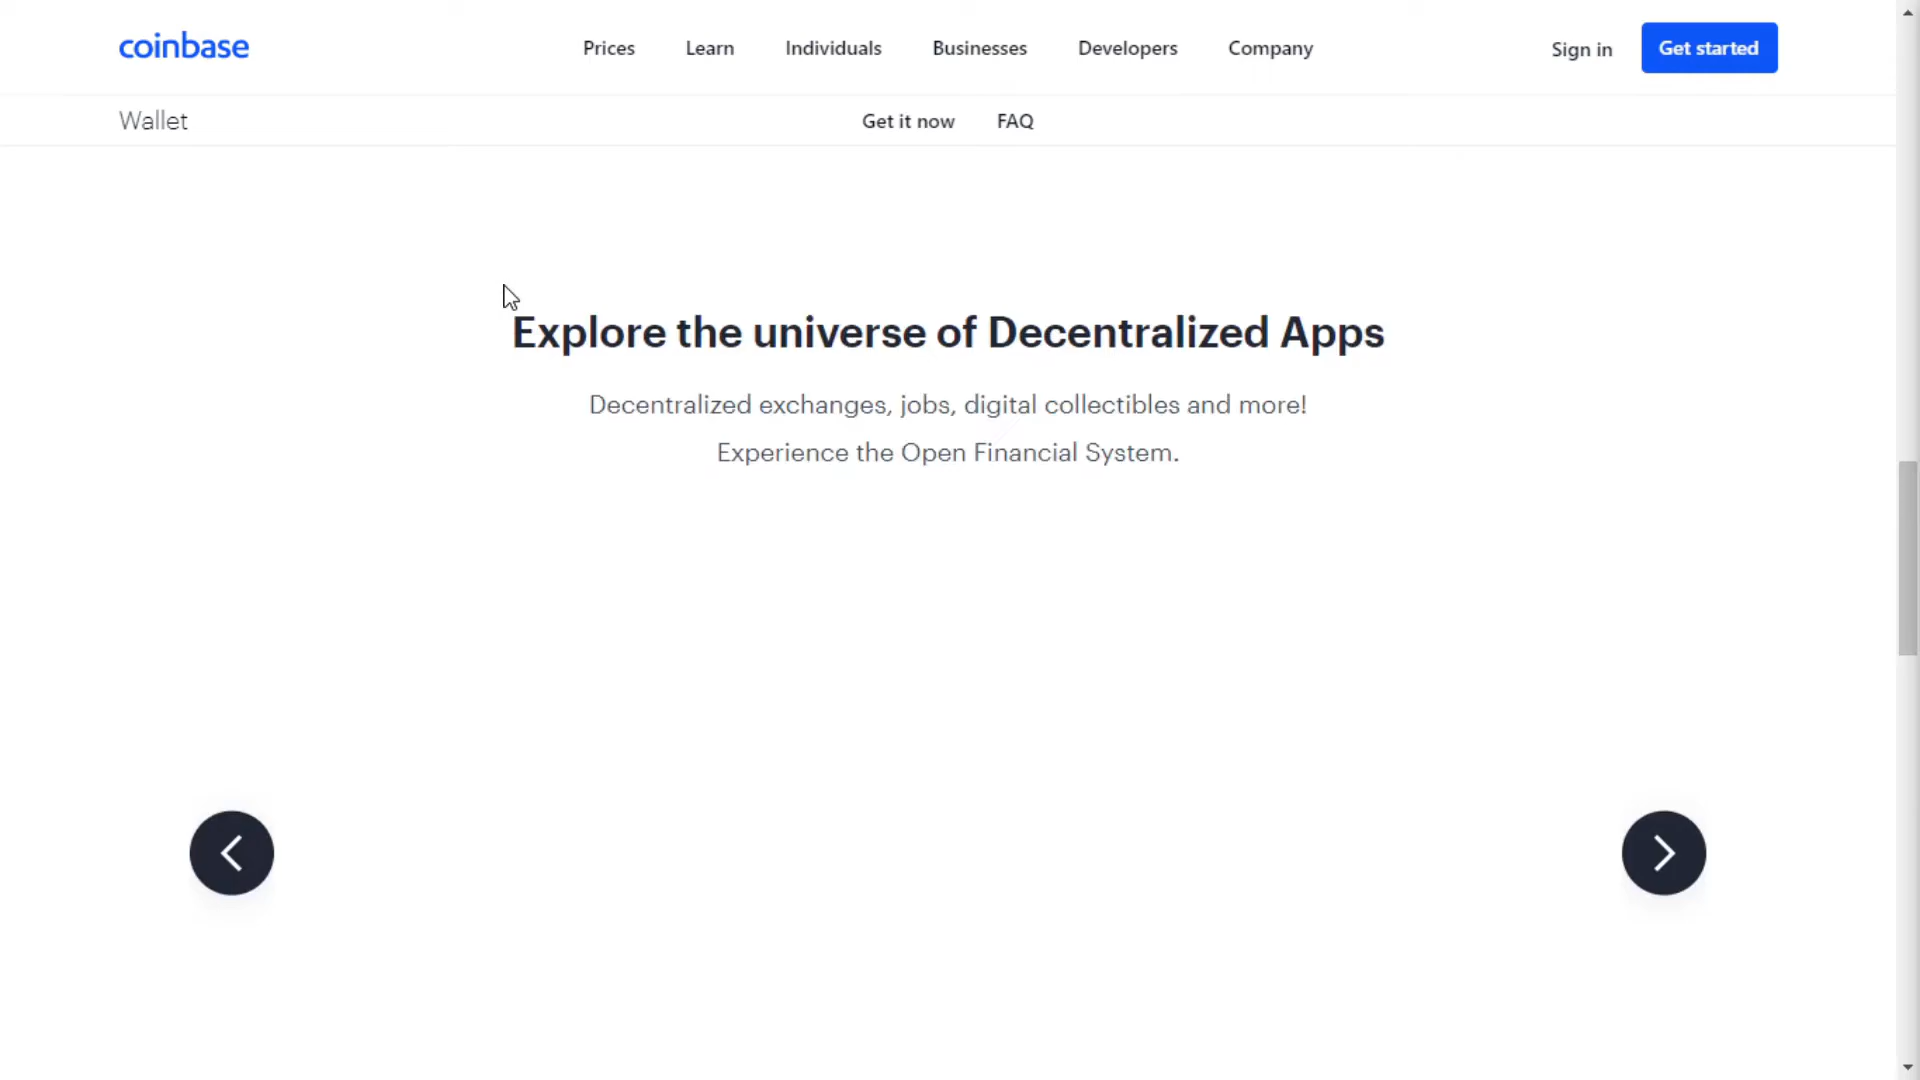 coinbase
Prices
Learn
Individuals
Businesses
Developers
Company
Sign in
Get started
Wallet
Get it now
FAQ
Explore the universe of Decentralized Apps
Decentralized exchanges, jobs, digital collectibles and more!
Experience the Open Financial System.